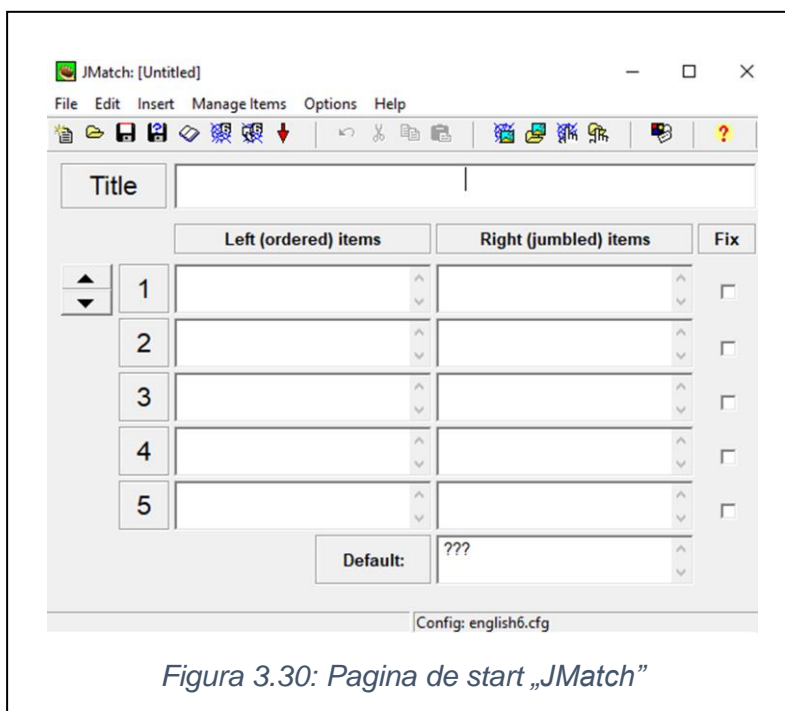 JMatch: [Untitled]
File Edit Insert Manage Items Options Help
?
Title
Left (ordered) items Right (jumbled) items Fix
1
2
3
4
5
Default: ???
Config: english6.cfg
Figura 3.30: Pagina de start „JMatch”